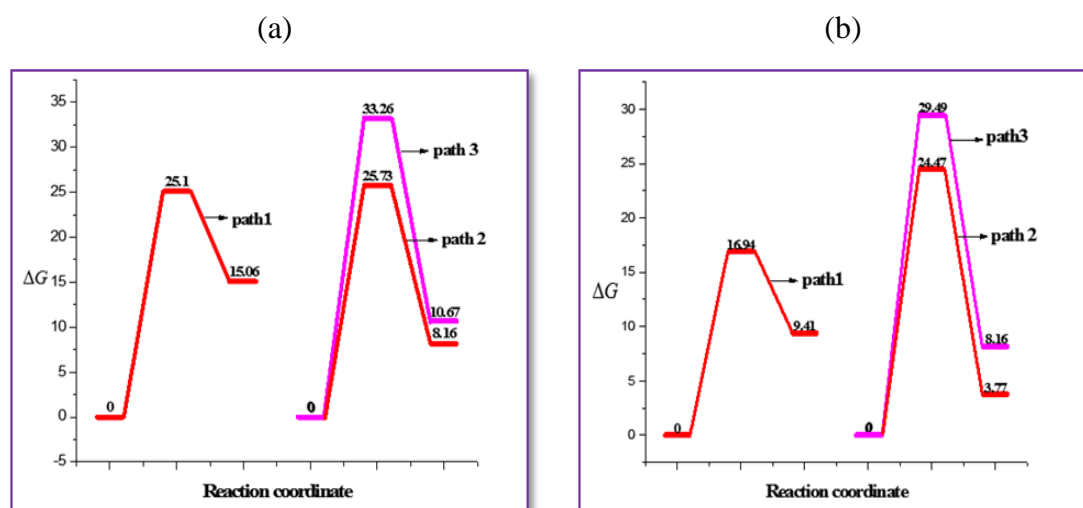 (a)
(b)
35
30
25
20
15
10
5
0
-5
ΔG
25.1
path1
15.06
0
33.26
path 3
25.73
path 2
10.67
8.16
0
Reaction coordinate
30
25
20
15
10
5
0
ΔG
16.94
path1
9.41
0
29.49
path3
24.47
path 2
8.16
3.77
0
Reaction coordinate